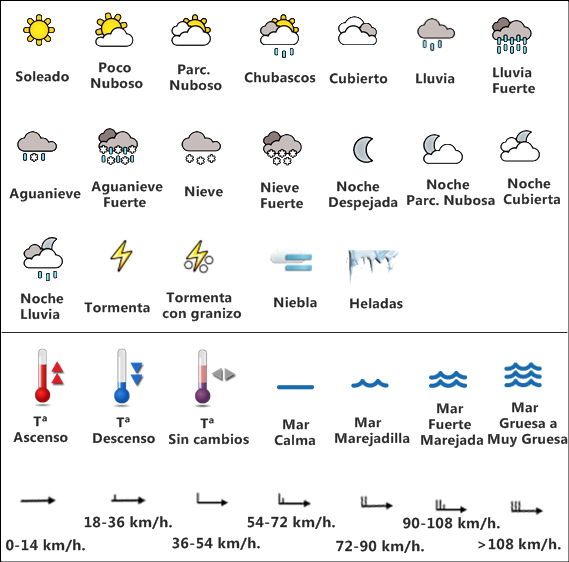 Soleado
Poco
Nuboso
Parc.
Nuboso
Chubascos
Cubierto
Lluvia
Lluvia
Fuerte
Aguanieve
Aguanieve
Fuerte
Nieve
Nieve
Fuerte
Noche
Despejada
Noche
Parc. Nubosa
Noche
Cubierta
Noche
Lluvia
Tormenta
Tormenta
con granizo
Niebla
Heladas
Tª
Ascenso
Tª
Descenso
Tª
Sin cambios
Mar
Calma
Mar
Marejadilla
Mar
Fuerte
Marejada
Mar
Gruesa a
Muy Gruesa
0-14 km/h.
18-36 km/h.
36-54 km/h.
54-72 km/h.
72-90 km/h.
90-108 km/h.
>108 km/h.